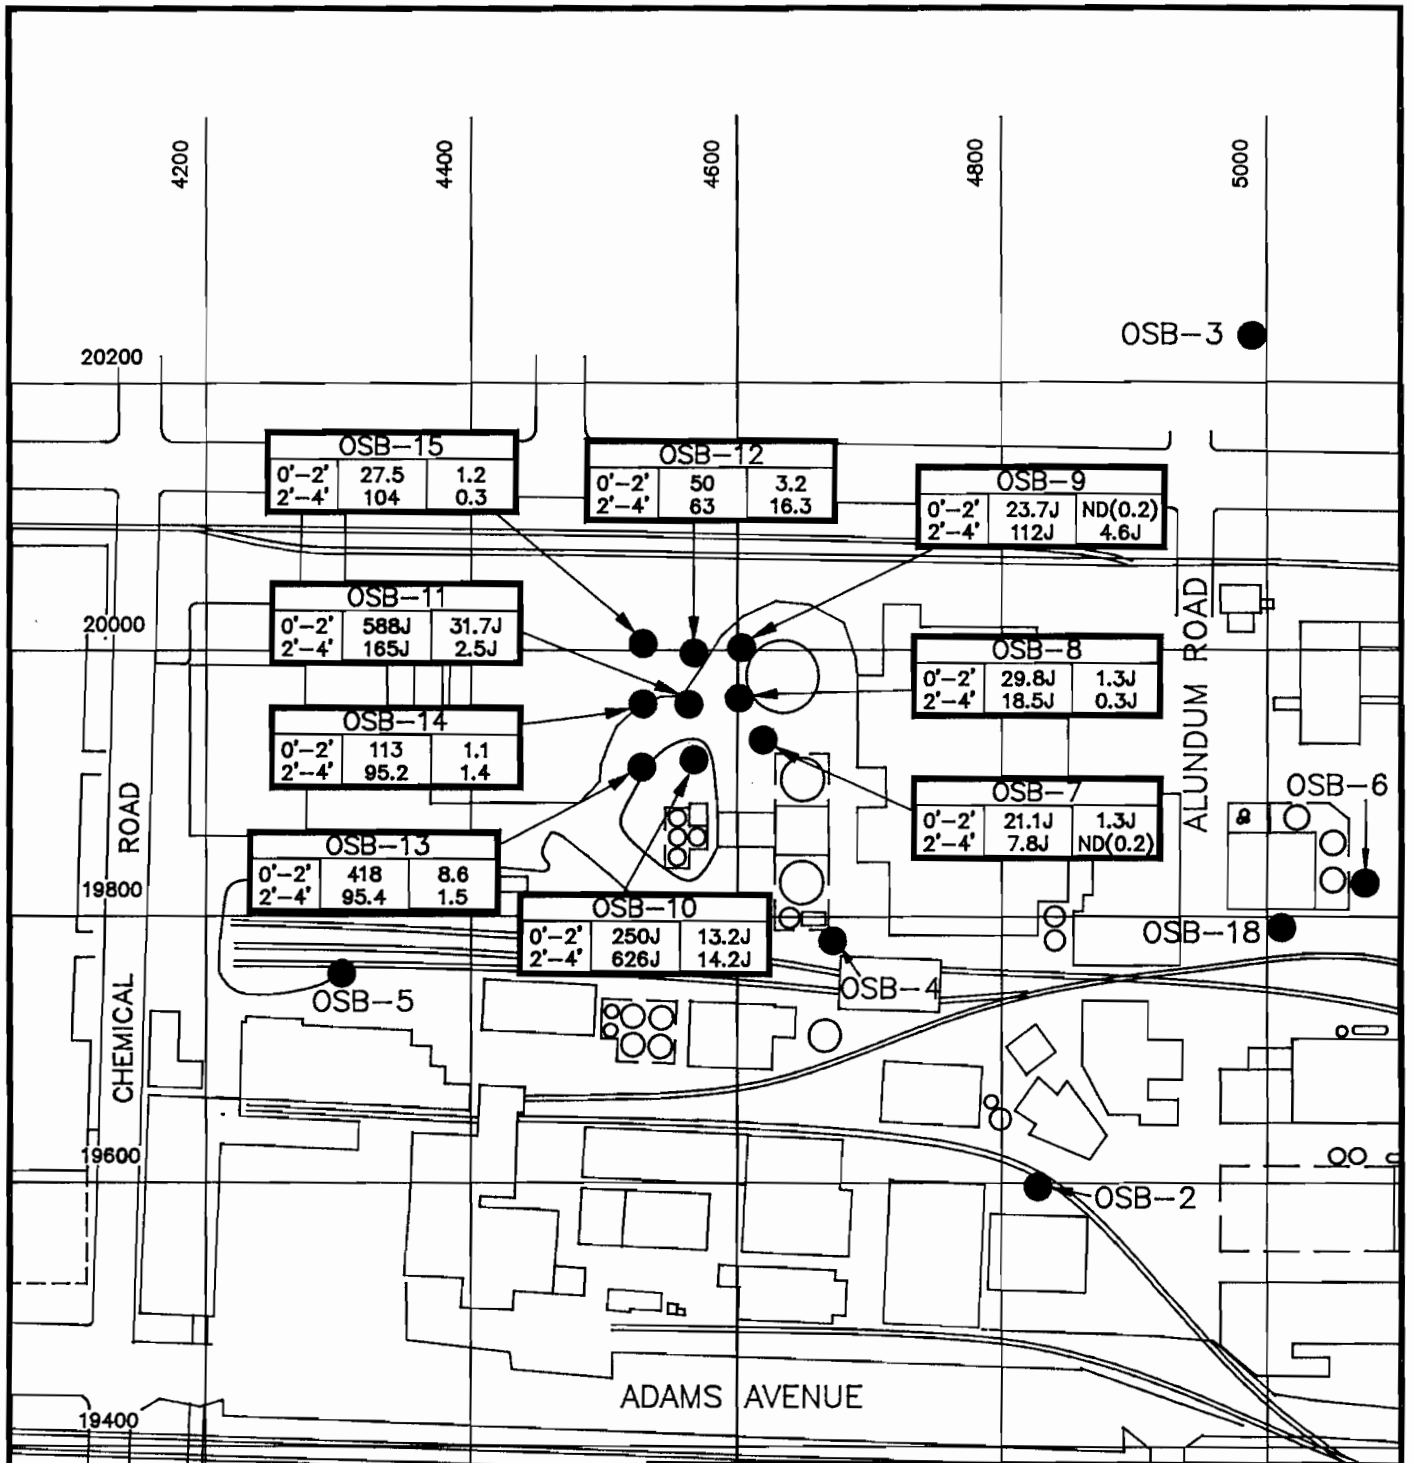 4200
4400
4600
4800
5000
OSB-3
20200
OSB-15
0'-2' 27.5 1.2
2'-4' 104 0.3
OSB-12
0'-2' 50 3.2
2'-4' 63 16.3
OSB-9
0'-2' 23.7J ND(0.2)
2'-4' 112J 4.6J
OSB-11
0'-2' 588J 31.7J
2'-4' 165J 2.5J
20000
ALUNDUM ROAD
OSB-8
0'-2' 29.8J 1.3J
2'-4' 18.5J 0.3J
OSB-14
0'-2' 113 1.1
2'-4' 95.2 1.4
OSB-7
0'-2' 21.1J 1.3J
2'-4' 7.8J ND(0.2)
OSB-6
CHEMICAL ROAD
OSB-13
0'-2' 418 8.6
2'-4' 95.4 1.5
19800
OSB-10
0'-2' 250J 13.2J
2'-4' 626J 14.2J
OSB-18
OSB-4
OSB-5
19600
OSB-2
ADAMS AVENUE
19400